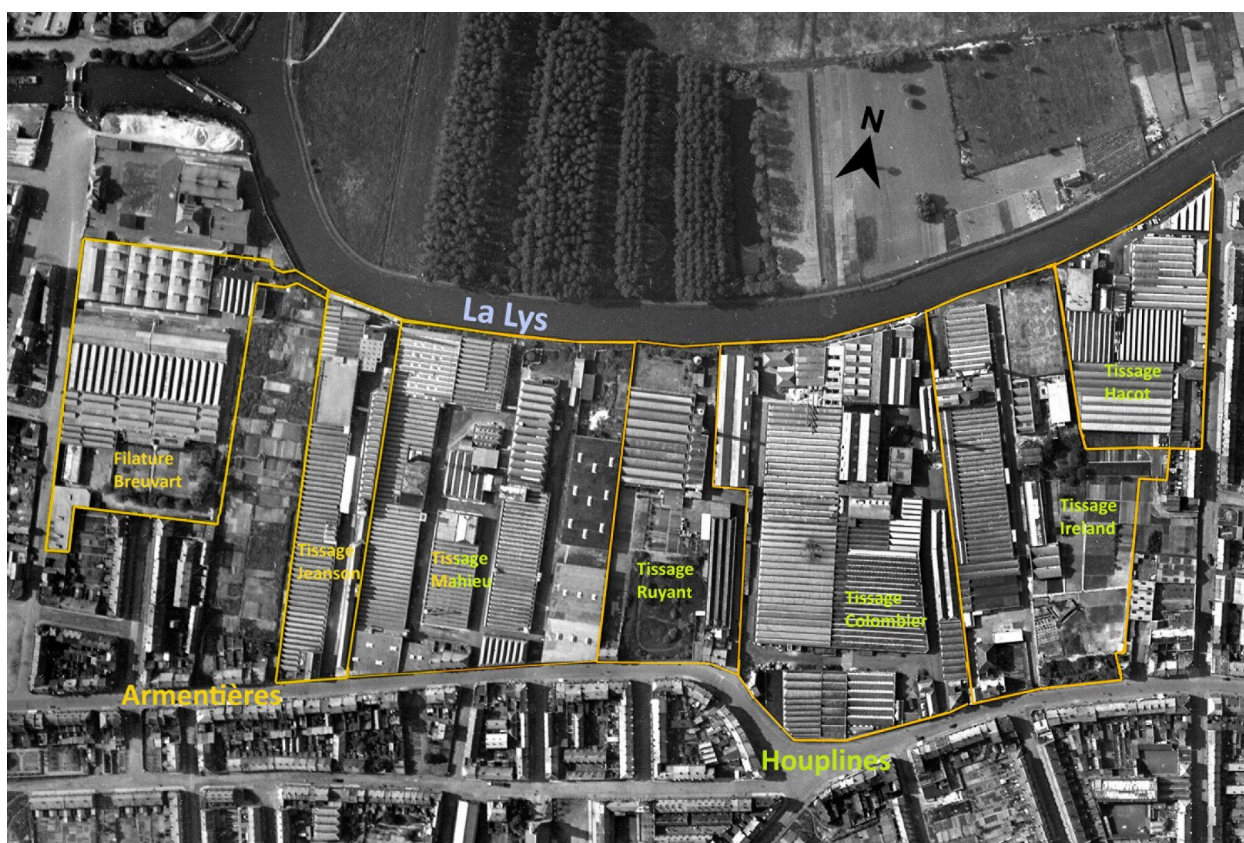 N
La Lys
Tissage
Hacot
Filature
Breuvart
Tissage
Ireland
Tissage
Jeanson
Tissage
Mahieu
Tissage
Ruyant
Tissage
Colombier
Armentières
Houplines